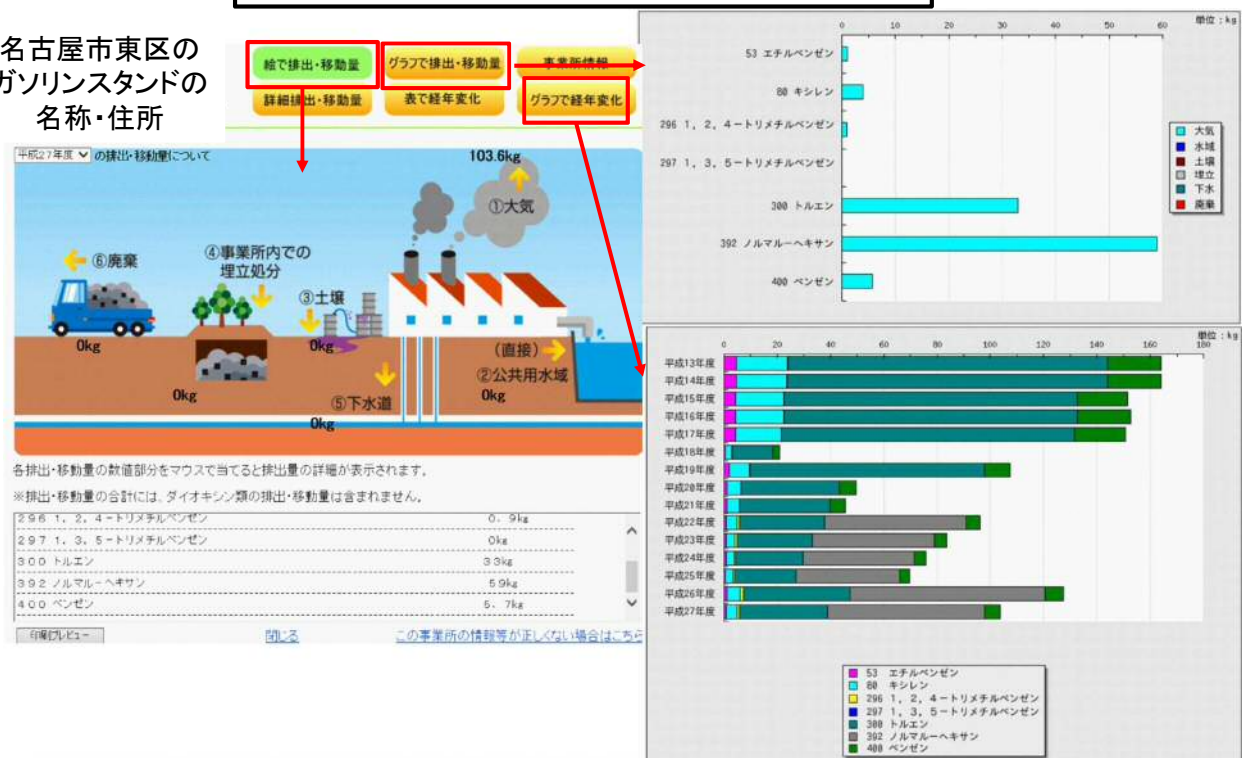 名古屋市東区の
ガソリンスタンドの
名称・住所
絵で排出・移動量
グラフで排出・移動量
事業所情報
詳細排出・移動量
表で経年変化
グラフで経年変化
平成27年度 の排出・移動量について
103.6kg
①大気
⑥廃棄
④事業所内での
埋立処分
③土壌
0kg
0kg
(直接)
②公共用水域
0kg
0kg
⑤下水道
0kg
各排出・移動量の数値部分をマウスで当てると排出量の詳細が表示されます。
※排出・移動量の合計には、ダイオキシン類の排出・移動量は含まれません。
296 1, 2, 4-トリメチルベンゼン 0. 9kg
297 1, 3, 5-トリメチルベンゼン 0kg
300 トルエン 33kg
392 ノルマル-ヘキサン 59kg
400 ベンゼン 5. 7kg
印刷プレビュー
閉じる
この事業所の情報等が正しくない場合はこちら
単位:kg
0 10 20 30 40 50 60
53 エチルベンゼン
80 キシレン
296 1, 2, 4-トリメチルベンゼン
297 1, 3, 5-トリメチルベンゼン
300 トルエン
392 ノルマル-ヘキサン
400 ベンゼン
大気
水域
土壌
埋立
下水
廃棄
単位:kg
0 20 40 60 80 100 120 140 160 180
平成13年度
平成14年度
平成15年度
平成16年度
平成17年度
平成18年度
平成19年度
平成20年度
平成21年度
平成22年度
平成23年度
平成24年度
平成25年度
平成26年度
平成27年度
53 エチルベンゼン
80 キシレン
296 1, 2, 4-トリメチルベンゼン
297 1, 3, 5-トリメチルベンゼン
300 トルエン
392 ノルマル-ヘキサン
400 ベンゼン